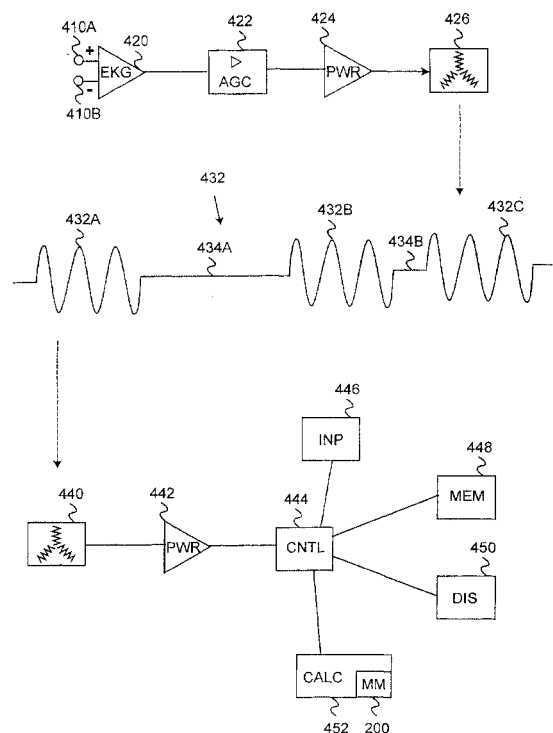 410A 420 422 424 426
+ EKG AGC PWR
-
410B
432
432A 432B 432C
434A 434B
446
INP
448
440 442 444 MEM
PWR CNTL
450
DIS
CALC MM
452 200